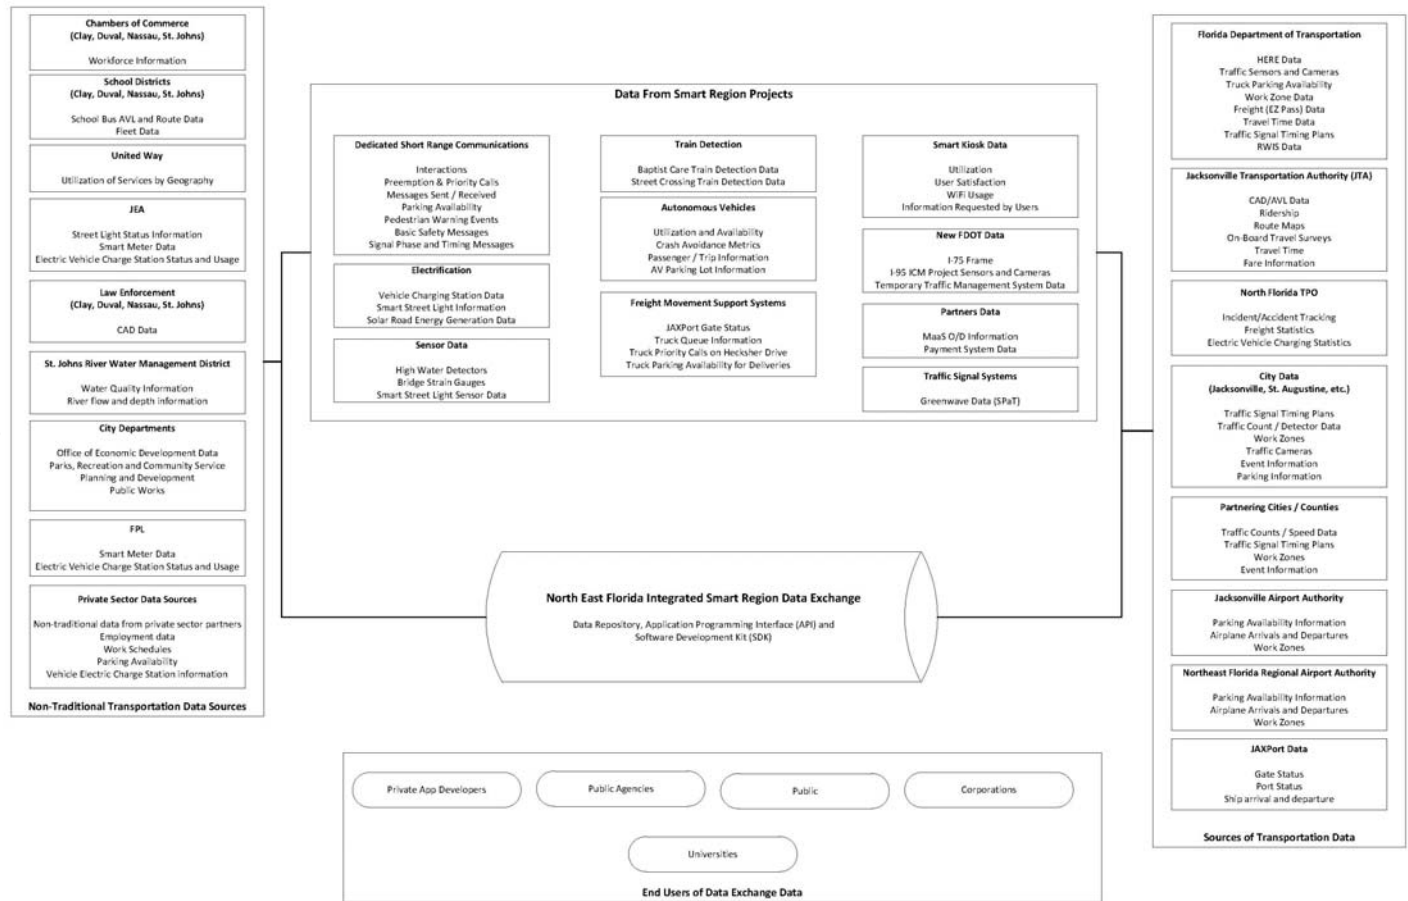 Chambers of Commerce
(Clay, Duval, Nassau, St. Johns)
Workforce Information
School Districts
(Clay, Duval, Nassau, St. Johns)
School Bus AVL and Route Data
Fleet Data
United Way
Utilization of Services by Geography
JEA
Street Light Status Information
Smart Meter Data
Electric Vehicle Charge Station Status and Usage
Law Enforcement
(Clay, Duval, Nassau, St. Johns)
CAD Data
St. Johns River Water Management District
Water Quality Information
River flow and depth information
City Departments
Office of Economic Development Data
Parks, Recreation and Community Service
Planning and Development
Public Works
FPL
Smart Meter Data
Electric Vehicle Charge Station Status and Usage
Private Sector Data Sources
Non-traditional data from private sector partners
Employment data
Work Schedules
Parking Availability
Vehicle Electric Charge Station information
Non-Traditional Transportation Data Sources
Data From Smart Region Projects
Dedicated Short Range Communications
Interactions
Preemption & Priority Calls
Messages Sent / Received
Parking Availability
Pedestrian Warning Events
Basic Safety Messages
Signal Phase and Timing Messages
Electrification
Vehicle Charging Station Data
Smart Street Light Information
Solar Road Energy Generation Data
Sensor Data
High Water Detectors
Bridge Strain Gauges
Smart Street Light Sensor Data
Train Detection
Baptist Care Train Detection Data
Street Crossing Train Detection Data
Autonomous Vehicles
Utilization and Availability
Crash Avoidance Metrics
Passenger / Trip Information
AV Parking Lot Information
Freight Movement Support Systems
JAXPort Gate Status
Truck Queue Information
Truck Priority Calls on Hecksher Drive
Truck Parking Availability for Deliveries
Smart Kiosk Data
Utilization
User Satisfaction
WiFi Usage
Information Requested by Users
New FDOT Data
I-75 Frame
I-95 ICM Project Sensors and Cameras
Temporary Traffic Management System Data
Partners Data
MaaS O/D Information
Payment System Data
Traffic Signal Systems
Greenwave Data (SPaT)
North East Florida Integrated Smart Region Data Exchange
Data Repository, Application Programming Interface (API) and
Software Development Kit (SDK)
Private App Developers
Public Agencies
Public
Corporations
Universities
End Users of Data Exchange Data
Florida Department of Transportation
HERE Data
Traffic Sensors and Cameras
Truck Parking Availability
Work Zone Data
Freight (EZ Pass) Data
Travel Time Data
Traffic Signal Timing Plans
RWIS Data
Jacksonville Transportation Authority (JTA)
CAD/AVL Data
Ridership
Route Maps
On-Board Travel Surveys
Travel Time
Fare Information
North Florida TPO
Incident/Accident Tracking
Freight Statistics
Electric Vehicle Charging Statistics
City Data
(Jacksonville, St. Augustine, etc.)
Traffic Signal Timing Plans
Traffic Count / Detector Data
Work Zones
Traffic Cameras
Event Information
Parking Information
Partnering Cities / Counties
Traffic Counts / Speed Data
Traffic Signal Timing Plans
Work Zones
Event Information
Jacksonville Airport Authority
Parking Availability Information
Airplane Arrivals and Departures
Work Zones
Northeast Florida Regional Airport Authority
Parking Availability Information
Airplane Arrivals and Departures
Work Zones
JAXPort Data
Gate Status
Port Status
Ship arrival and departure
Sources of Transportation Data